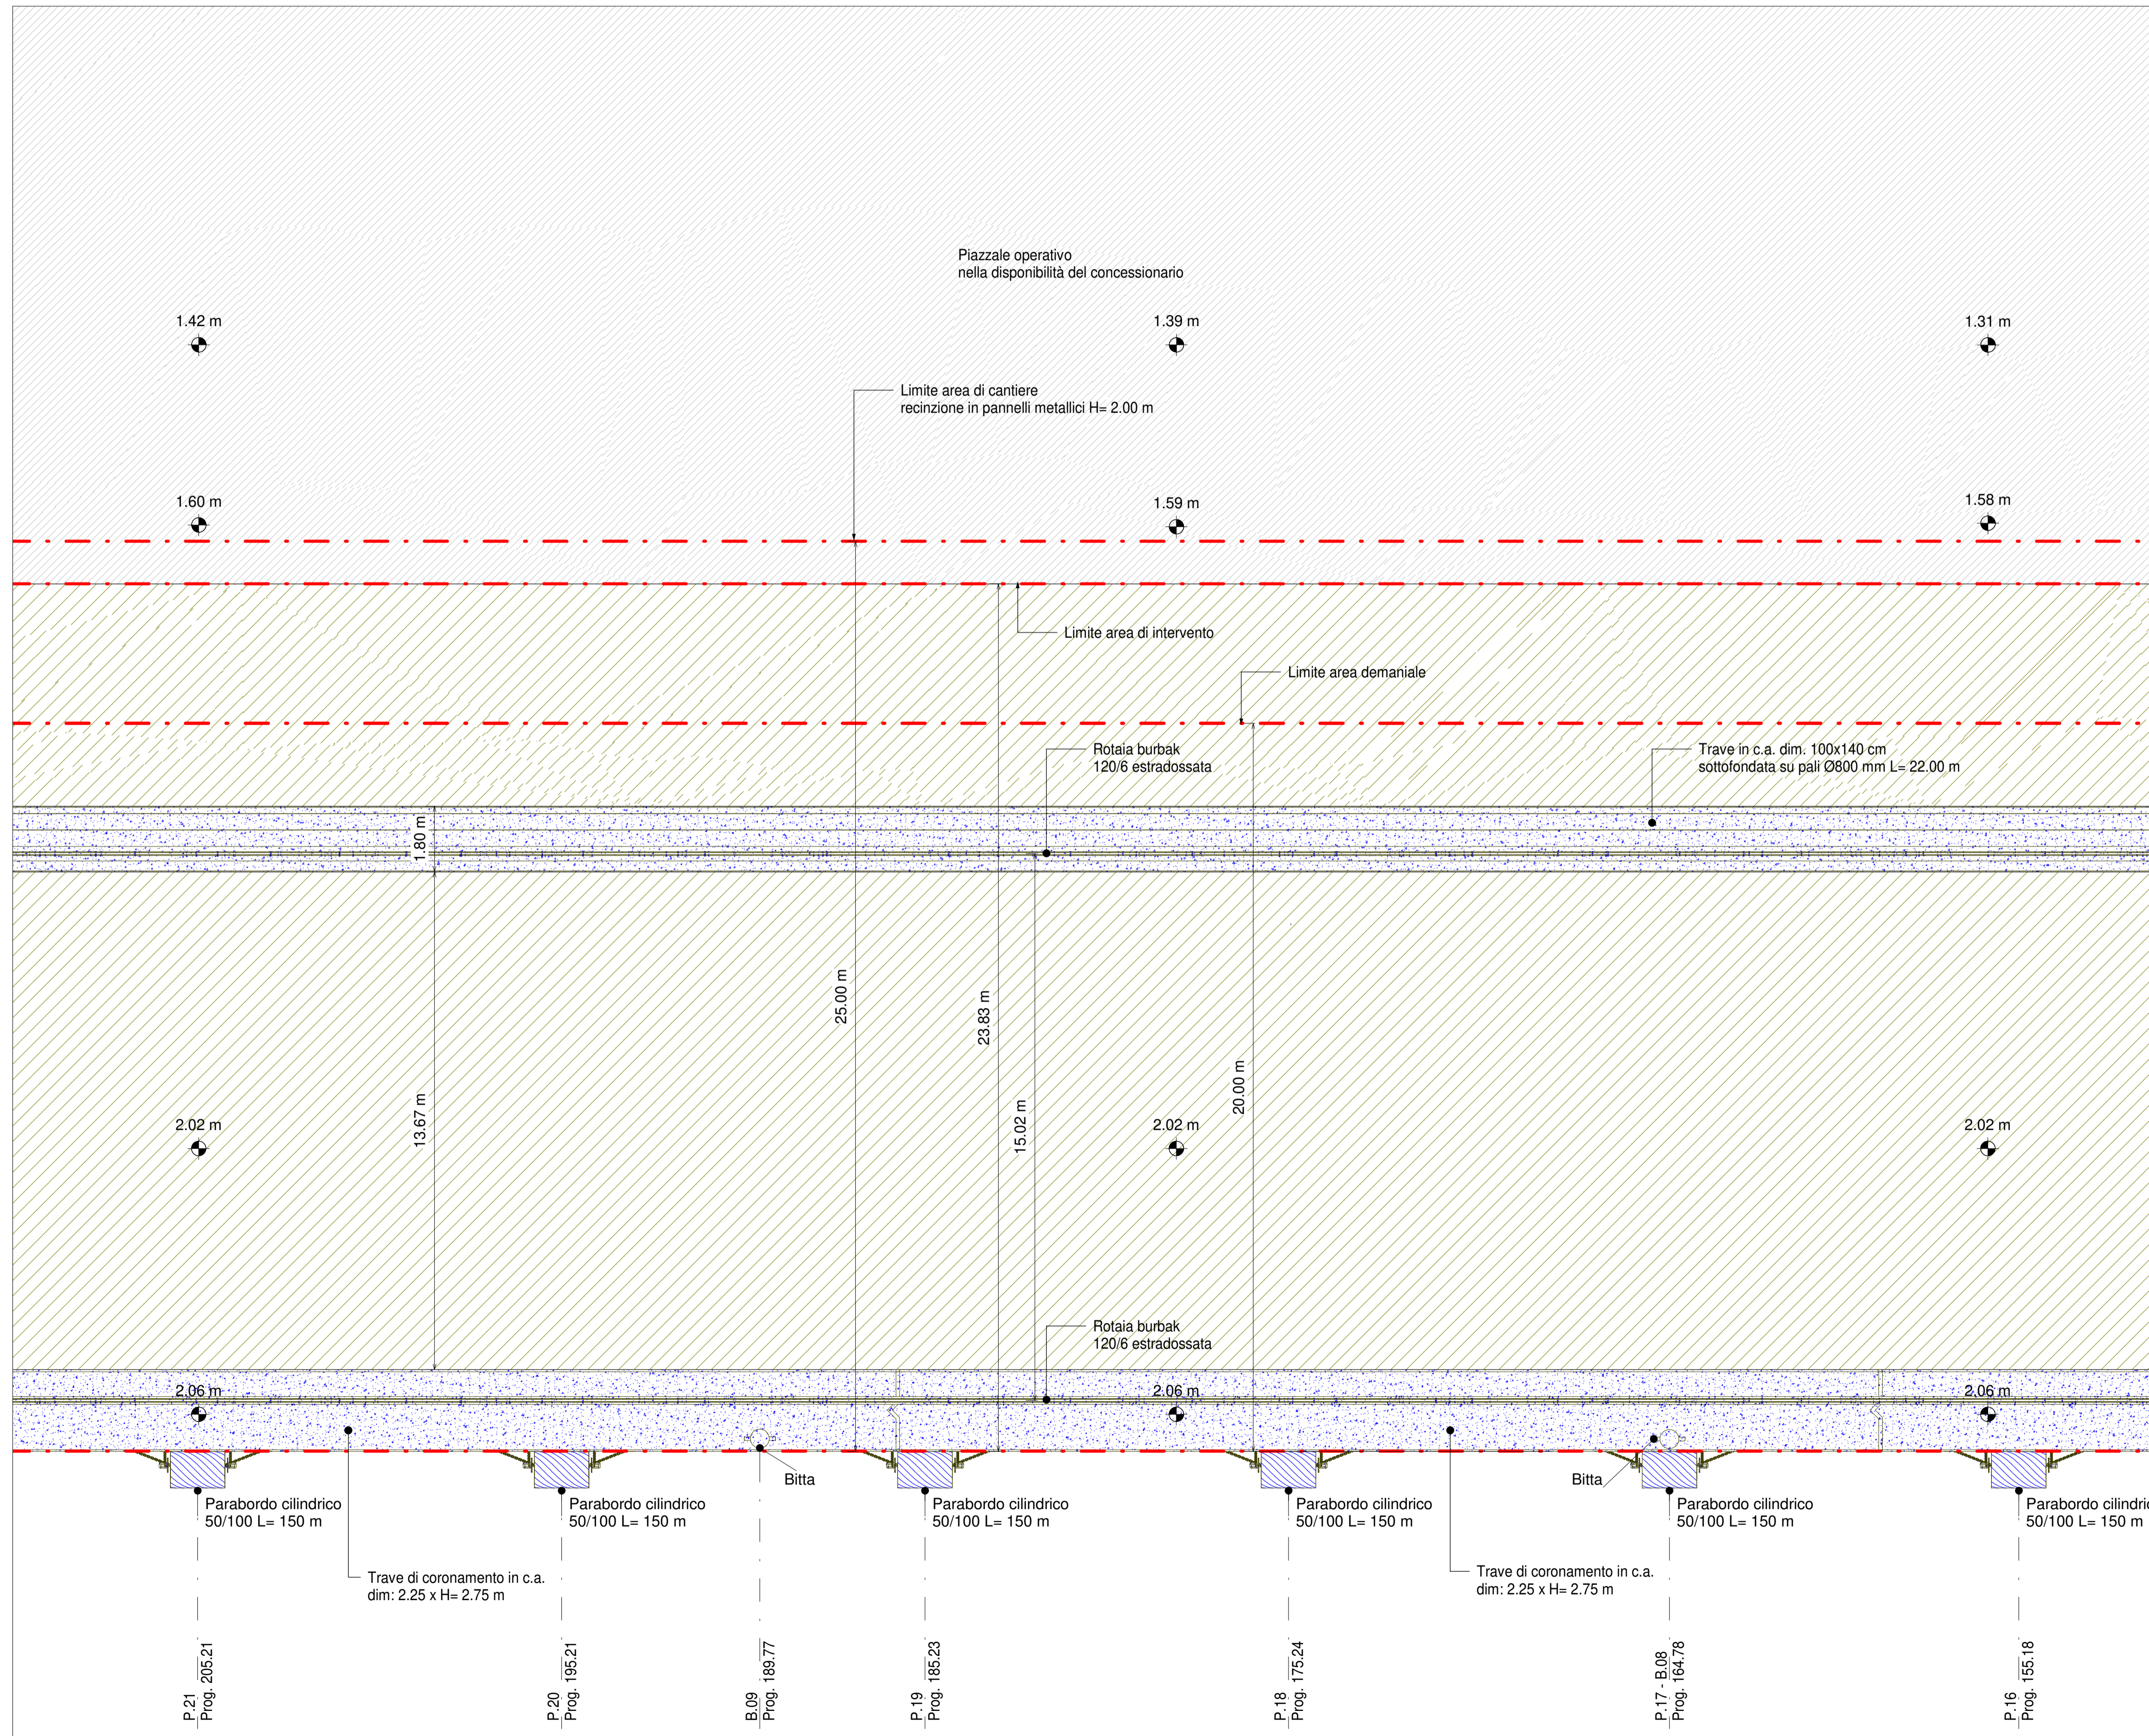 Piazzale operativo
nella disponibilità del concessionario
1.42 m
1.39 m
1.31 m
Limite area di cantiere
recinzione in pannelli metallici H= 2.00 m
1.60 m
1.59 m
1.58 m
Limite area di intervento
Limite area demaniale
Rotaia burbak
120/6 estradossata
Trave in c.a. dim. 100x140 cm
sottofondata su pali Ø800 mm L= 22.00 m
1.80 m
25.00 m
23.83 m
20.00 m
15.02 m
13.67 m
2.02 m
2.02 m
2.02 m
Rotaia burbak
120/6 estradossata
2.06 m
2.06 m
2.06 m
Bitta
Bitta
Parabordo cilindrico
50/100 L= 150 m
Parabordo cilindrico
50/100 L= 150 m
Parabordo cilindrico
50/100 L= 150 m
Parabordo cilindrico
50/100 L= 150 m
Parabordo cilindrico
50/100 L= 150 m
Parabordo cilindri
50/100 L= 150 m
Trave di coronamento in c.a.
dim: 2.25 x H= 2.75 m
Trave di coronamento in c.a.
dim: 2.25 x H= 2.75 m
P.21
Prog. 205.21
P.20
Prog. 195.21
B.09
Prog. 189.77
P.19
Prog. 185.23
P.18
Prog. 175.24
P.17 - B.08
Prog. 164.78
P.16
Prog. 155.18